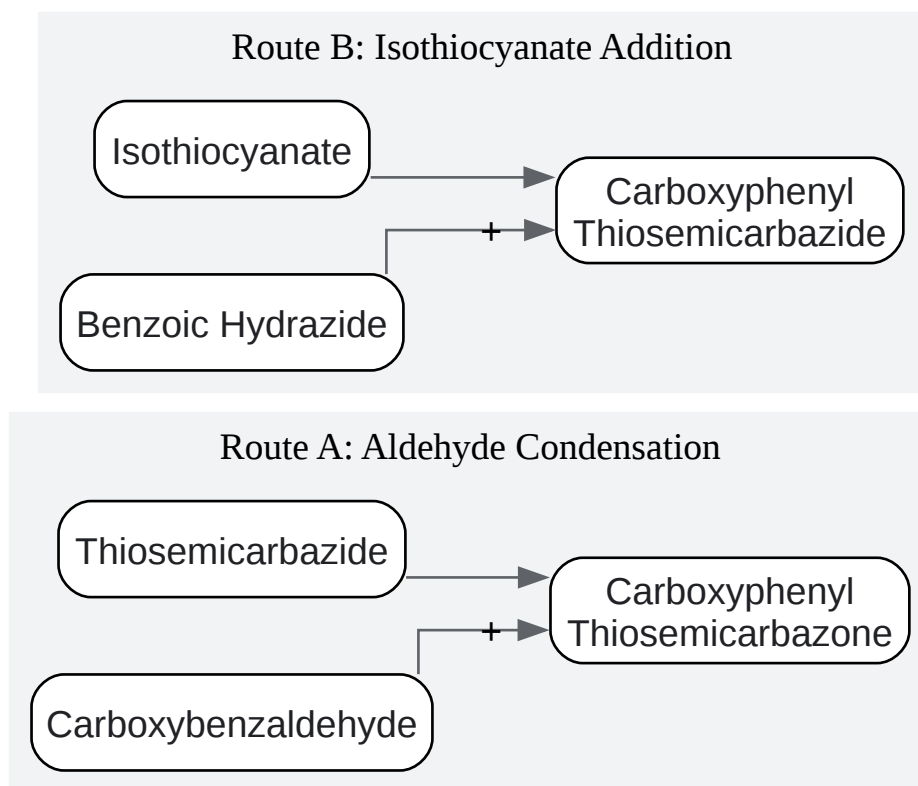 Route B: Isothiocyanate Addition
Isothiocyanate
Carboxyphenyl
Thiosemicarbazide
+
Benzoic Hydrazide
Route A: Aldehyde Condensation
Thiosemicarbazide
Carboxyphenyl
Thiosemicarbazone
+
Carboxybenzaldehyde